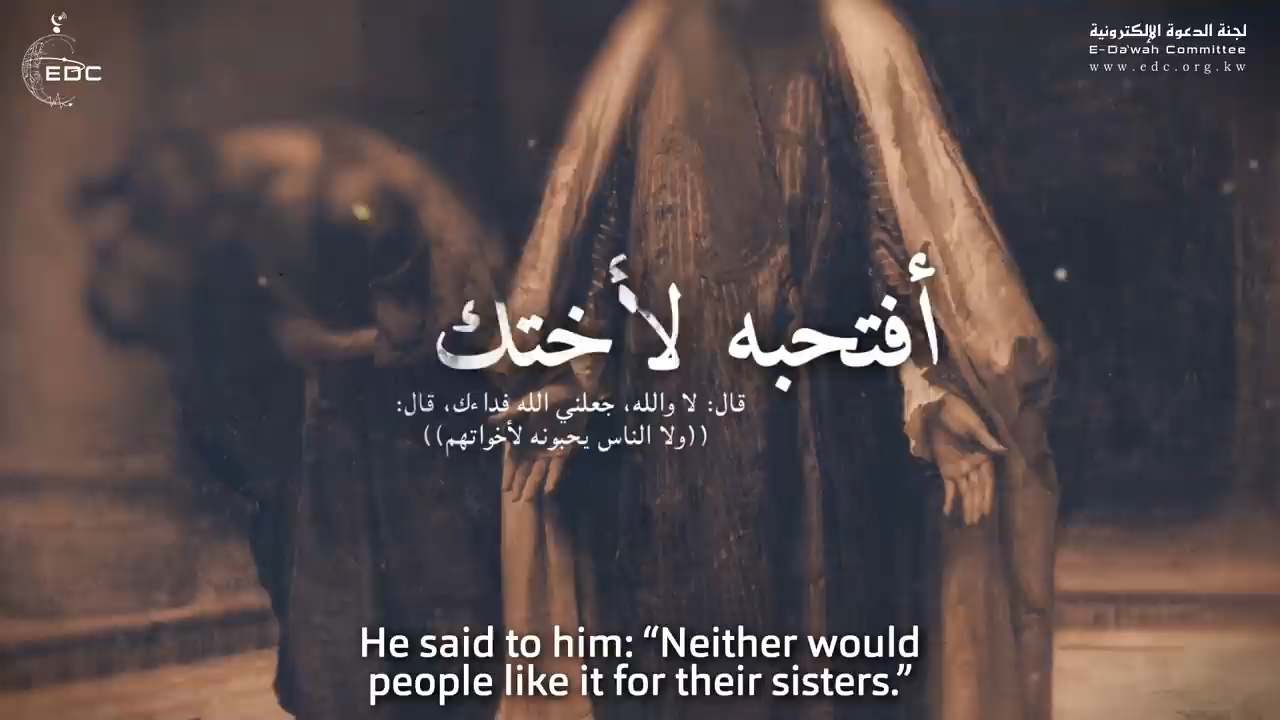 EDC
لجنة الدعوة الإلكترونية
E-Da'wah Committee
www.edc.org.kw
أفتحبه لأختك
قال: لا والله، جعلني الله فداءك، قال:
((ولا الناس يحبونه لأخواتهم))
He said to him: “Neither would
people like it for their sisters.”